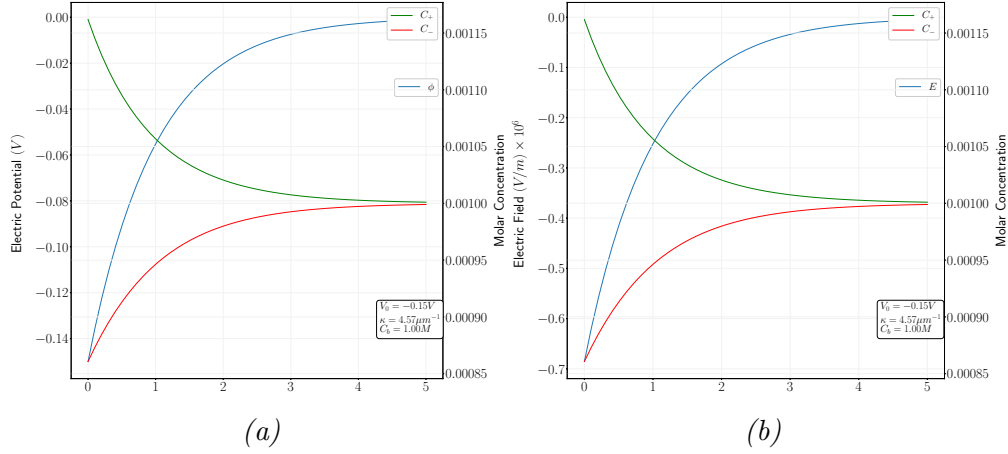 0.00
−0.02
−0.04
−0.06
−0.08
−0.10
−0.12
−0.14
Electric Potential (V)
0 1 2 3 4 5
0.00115
0.00110
0.00105
0.00100
0.00095
0.00090
0.00085
Molar Concentration
C₊
C₋
ϕ
V₀ = −0.15V
κ = 4.57μm⁻¹
C_b = 1.00M
(a)
0.0
−0.1
−0.2
−0.3
−0.4
−0.5
−0.6
−0.7
Electric Field (V/m) × 10⁶
0 1 2 3 4 5
0.00115
0.00110
0.00105
0.00100
0.00095
0.00090
0.00085
Molar Concentration
C₊
C₋
E
V₀ = −0.15V
κ = 4.57μm⁻¹
C_b = 1.00M
(b)